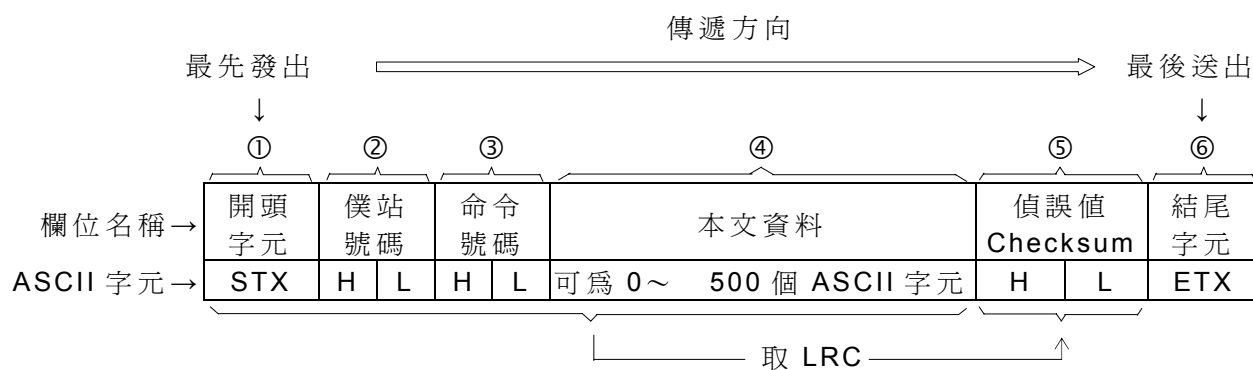 傳遞方向
最先發出 最後送出
↓ ↓
① ② ③ ④ ⑤ ⑥
欄位名稱→ 開頭字元 僕站號碼 命令號碼 本文資料 偵誤值 Checksum 結尾字元
ASCII 字元→ STX H L H L 可爲 0～ 500 個 ASCII 字元 H L ETX
取 LRC